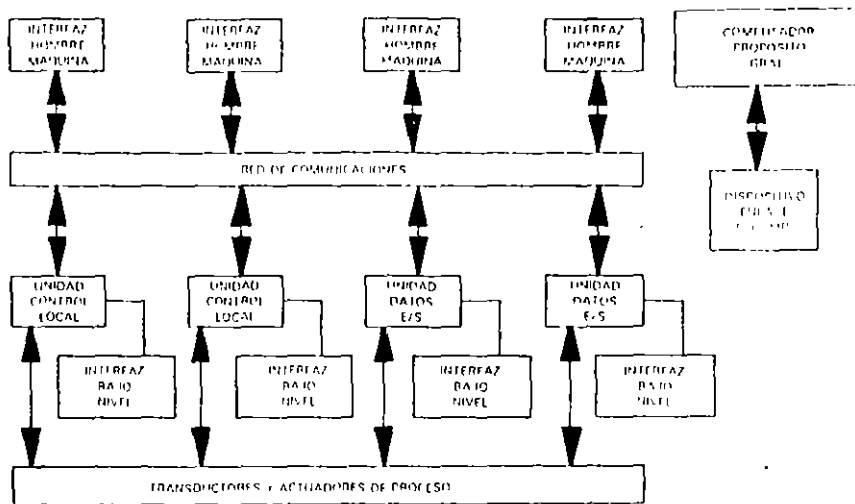 INTERFAZ
HOMBRE
MAQUINA
INTERFAZ
HOMBRE
MAQUINA
INTERFAZ
HOMBRE
MAQUINA
INTERFAZ
HOMBRE
MAQUINA
COMPUTADOR
PROPOSITO
GRAL
RED DE COMUNICACIONES
DISPOSITIVO
ENLACE
UNIDAD
CONTROL
LOCAL
UNIDAD
CONTROL
LOCAL
UNIDAD
DATOS
E/S
UNIDAD
DATOS
E/S
INTERFAZ
BAJO
NIVEL
INTERFAZ
BAJO
NIVEL
INTERFAZ
BAJO
NIVEL
INTERFAZ
BAJO
NIVEL
TRANSDUCTORES Y ACTUADORES DE PROCESO